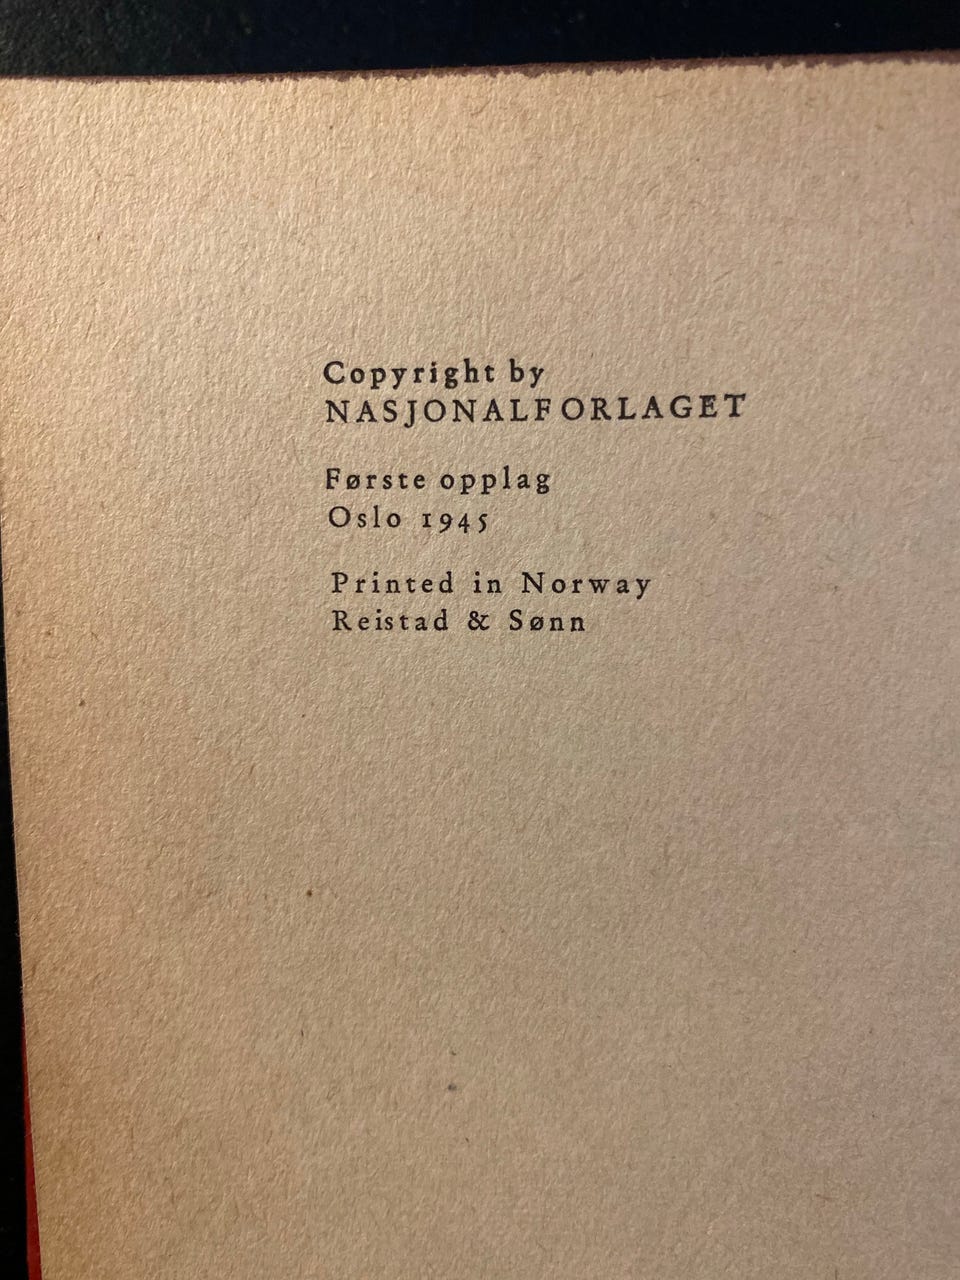 Copyright by
NASJONALFORLAGET
Første opplag
Oslo 1945
Printed in Norway
Reistad & Sønn